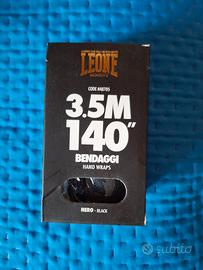 LEONE
CODE AB705
3.5M
140"
BENDAGGI
HAND WRAPS
NERO - BLACK
subito